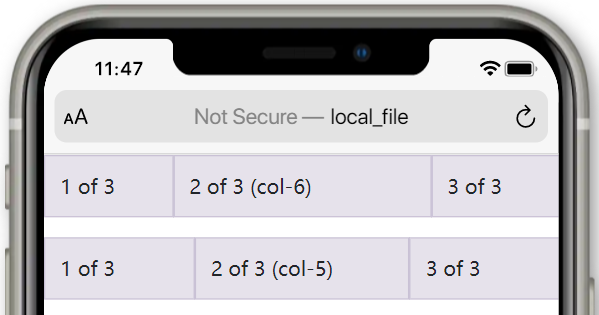 11:47
AA Not Secure — local_file
1 of 3 2 of 3 (col-6) 3 of 3
1 of 3 2 of 3 (col-5) 3 of 3